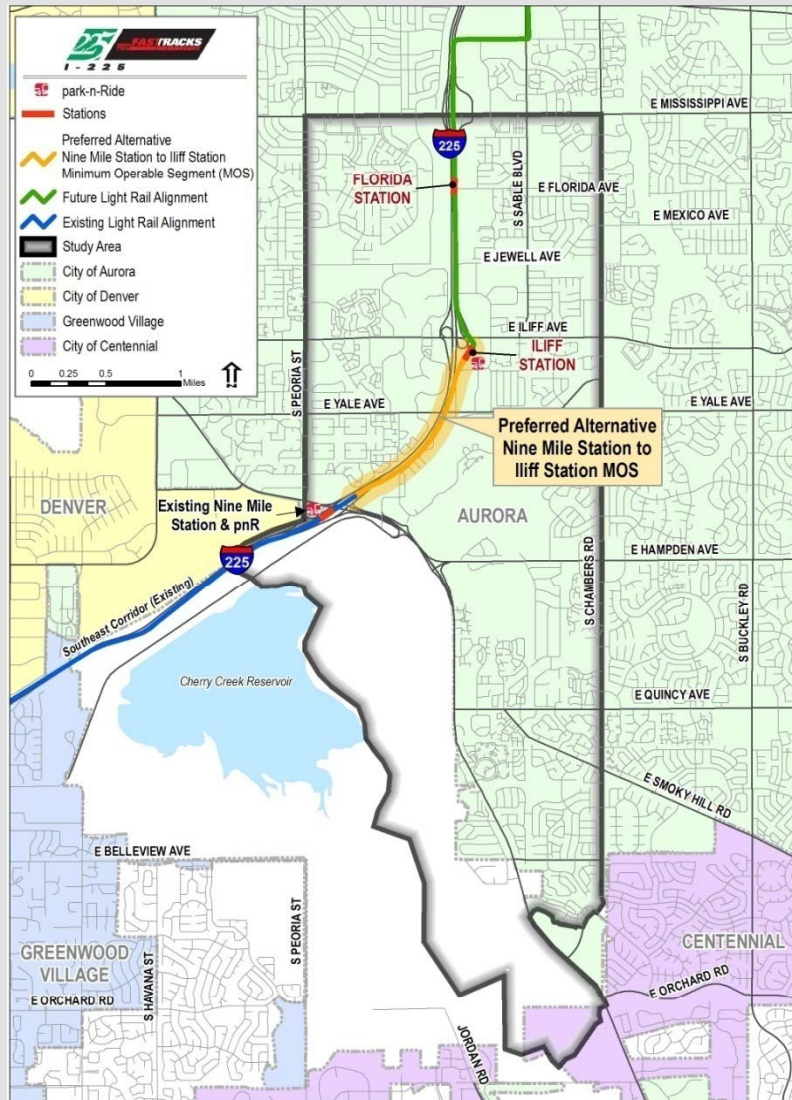 225
FASTRACKS
I-225
park-n-Ride
Stations
Preferred Alternative
Nine Mile Station to Iliff Station
Minimum Operable Segment (MOS)
Future Light Rail Alignment
Existing Light Rail Alignment
Study Area
City of Aurora
City of Denver
Greenwood Village
City of Centennial
0 0.25 0.5 1
Miles
E MISSISSIPPI AVE
225
FLORIDA
STATION
S SABLE BLVD
E FLORIDA AVE
E MEXICO AVE
E JEWELL AVE
E ILIFF AVE
ILIFF
STATION
S PEORIA ST
E YALE AVE
E YALE AVE
Preferred Alternative
Nine Mile Station to
Iliff Station MOS
DENVER
Existing Nine Mile
Station & pnR
AURORA
225
E HAMPDEN AVE
S CHAMBERS RD
S BUCKLEY RD
Southeast Corridor (Existing)
Cherry Creek Reservoir
E QUINCY AVE
E SMOKY HILL RD
E BELLEVIEW AVE
S PEORIA ST
GREENWOOD
VILLAGE
S HAVANA ST
E ORCHARD RD
CENTENNIAL
E ORCHARD RD
JORDAN RD